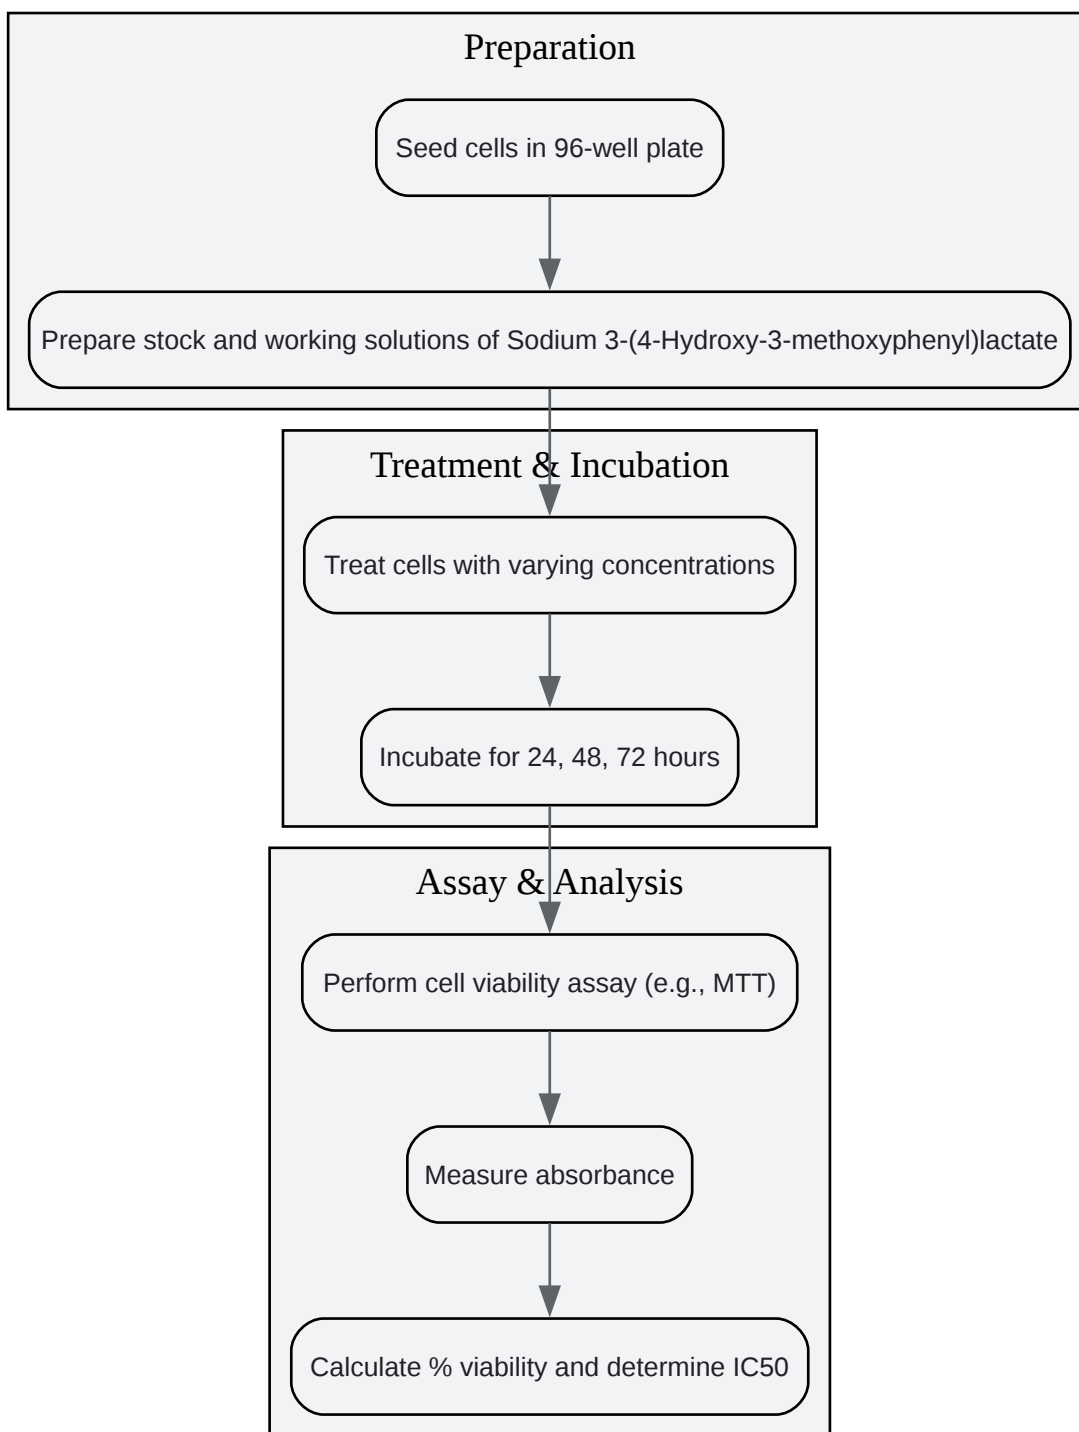 Preparation
Seed cells in 96-well plate
Prepare stock and working solutions of Sodium 3-(4-Hydroxy-3-methoxyphenyl)lactate
Treatment & Incubation
Treat cells with varying concentrations
Incubate for 24, 48, 72 hours
Assay & Analysis
Perform cell viability assay (e.g., MTT)
Measure absorbance
Calculate % viability and determine IC50